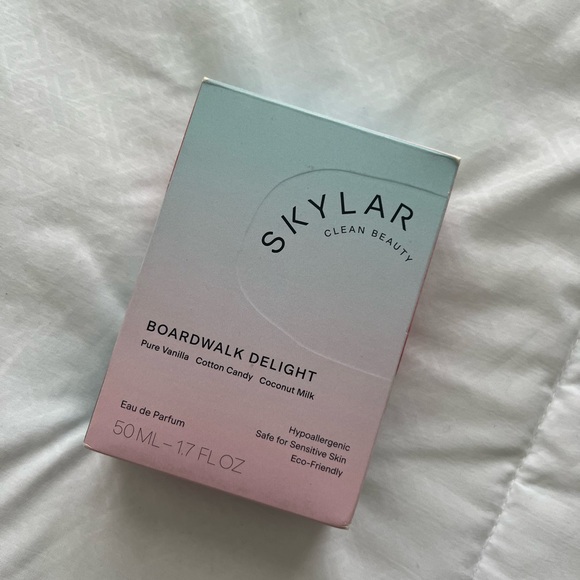 SKYLAR
CLEAN BEAUTY
BOARDWALK DELIGHT
Pure Vanilla Cotton Candy Coconut Milk
Eau de Parfum
50 ML – 1.7 FL OZ
Hypoallergenic
Safe for Sensitive Skin
Eco-Friendly